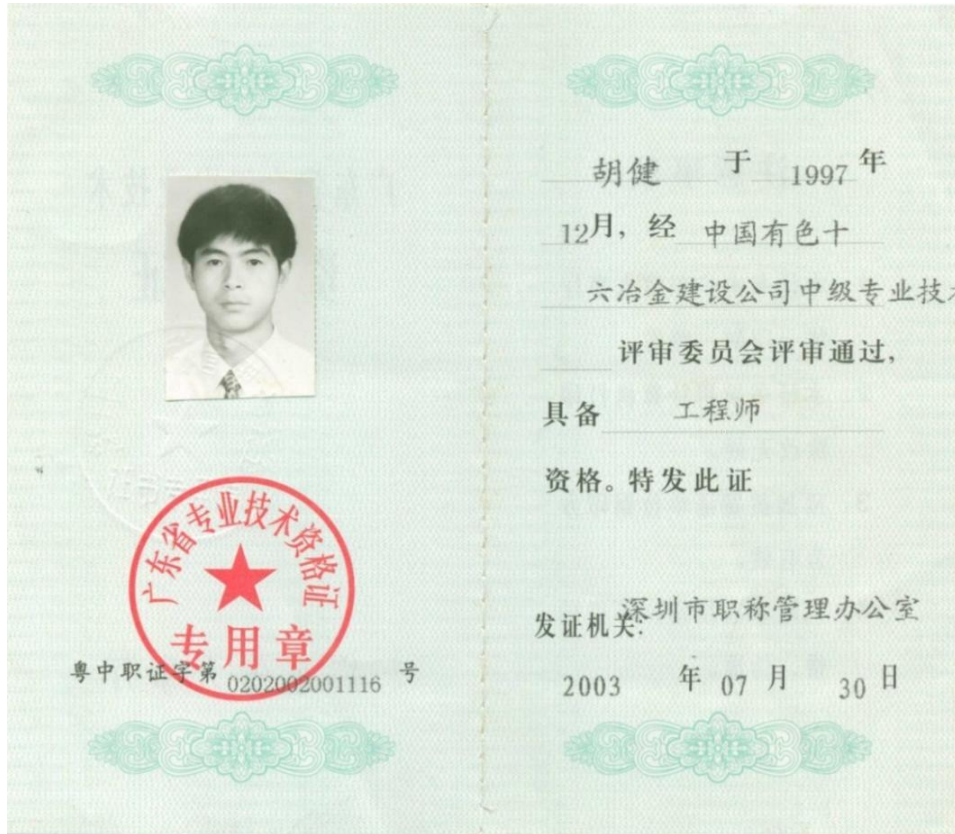 广东省专业技术资格证
专用章
粤中职证字第 0202002001116 号
胡健 于 1997 年
12月，经 中国有色十
六冶金建设公司中级专业技术
评审委员会评审通过，
具备 工程师
资格。特发此证
发证机关：深圳市职称管理办公室
2003 年 07 月 30 日